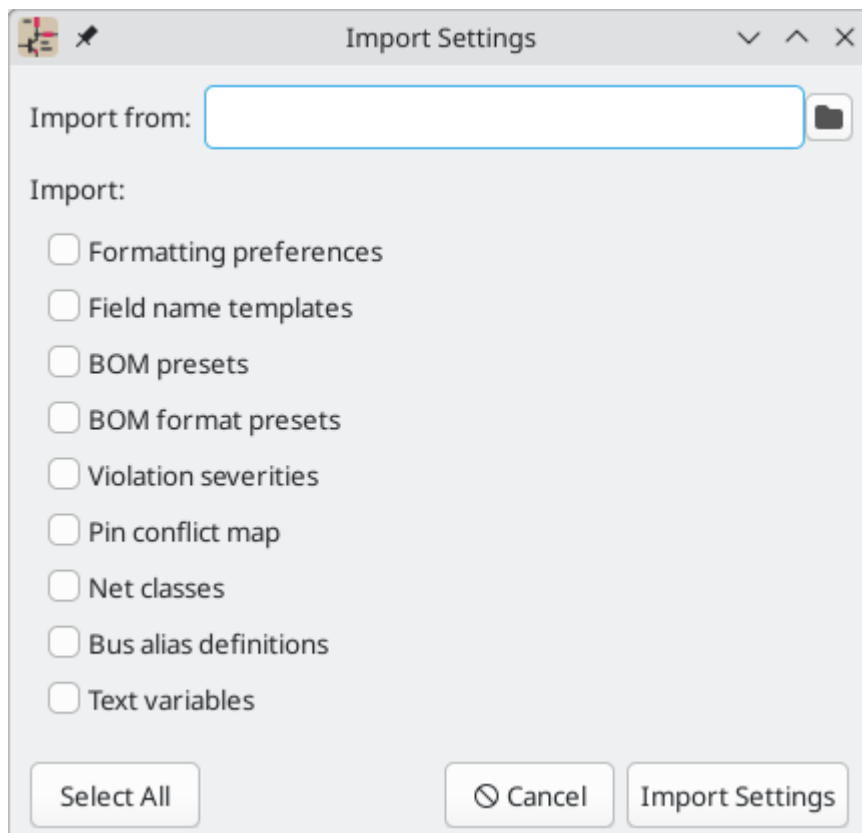 Import Settings
Import from:
Import:
Formatting preferences
Field name templates
BOM presets
BOM format presets
Violation severities
Pin conflict map
Net classes
Bus alias definitions
Text variables
Select All Cancel Import Settings